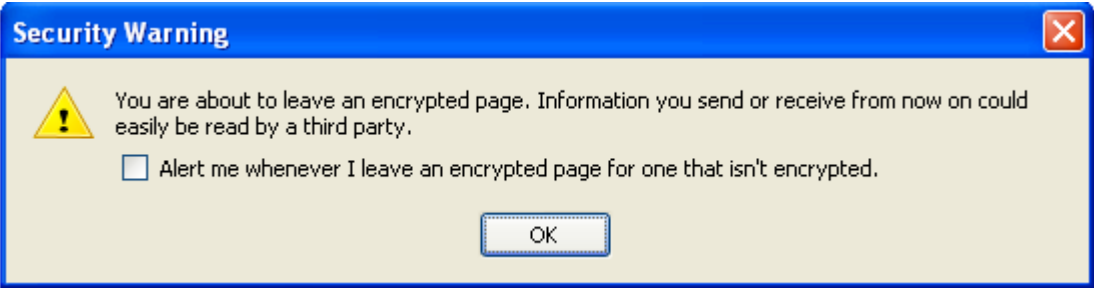 Security Warning
You are about to leave an encrypted page. Information you send or receive from now on could
easily be read by a third party.
Alert me whenever I leave an encrypted page for one that isn't encrypted.
OK